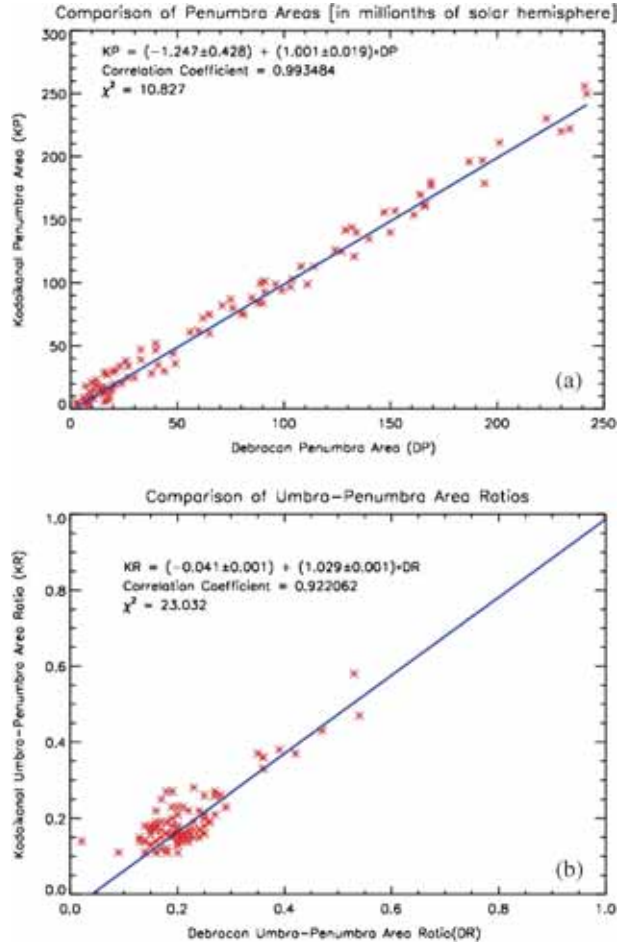 Comparison of Penumbra Areas [in millionths of solar hemisphere]
KP = (−1.247±0.428) + (1.001±0.019)*DP
Correlation Coefficient = 0.993484
χ² = 10.827
Kodaikanal Penumbra Area (KP)
300
250
200
150
100
50
0
0
50
100
150
200
250
(a)
Debrecan Penumbra Area (DP)
Comparison of Umbra−Penumbra Area Ratios
KR = (−0.041±0.001) + (1.029±0.001)*DR
Correlation Coefficient = 0.922062
χ² = 23.032
Kodaikanal Umbra−Penumbra Area Ratio (KR)
1.0
0.8
0.6
0.4
0.2
0.0
0.0
0.2
0.4
0.6
0.8
1.0
(b)
Debrecan Umbra−Penumbra Area Ratio(DR)